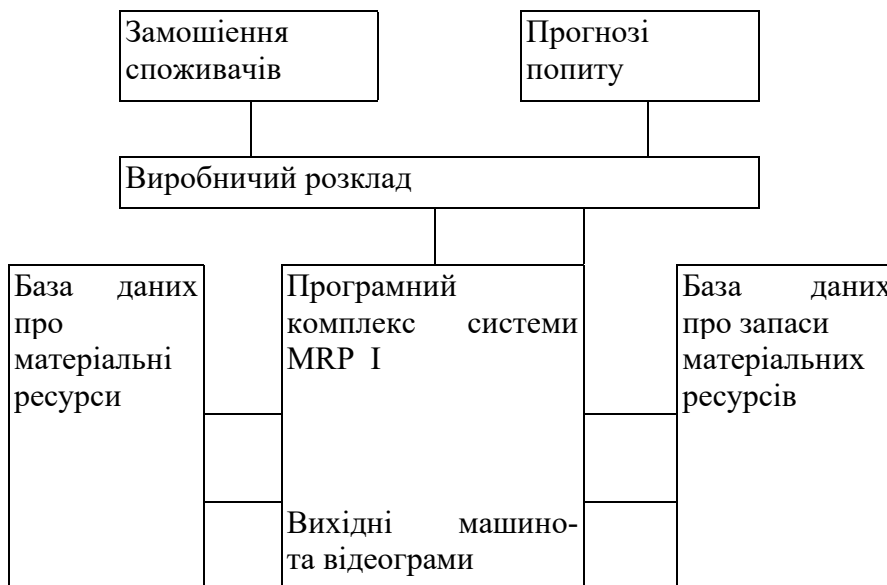 Замошіення
споживачів
Прогнозі
попиту
Виробничий розклад
База даних
про
матеріальні
ресурси
Програмний
комплекс системи
MRP I
Вихідні машино-
та відеограми
База даних
про запаси
матеріальних
ресурсів